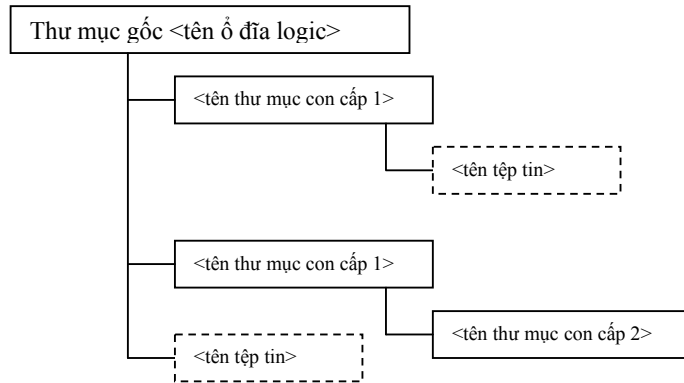 Thư mục gốc <tên ổ đĩa logic>
<tên thư mục con cấp 1>
<tên tệp tin>
<tên thư mục con cấp 1>
<tên thư mục con cấp 2>
<tên tệp tin>